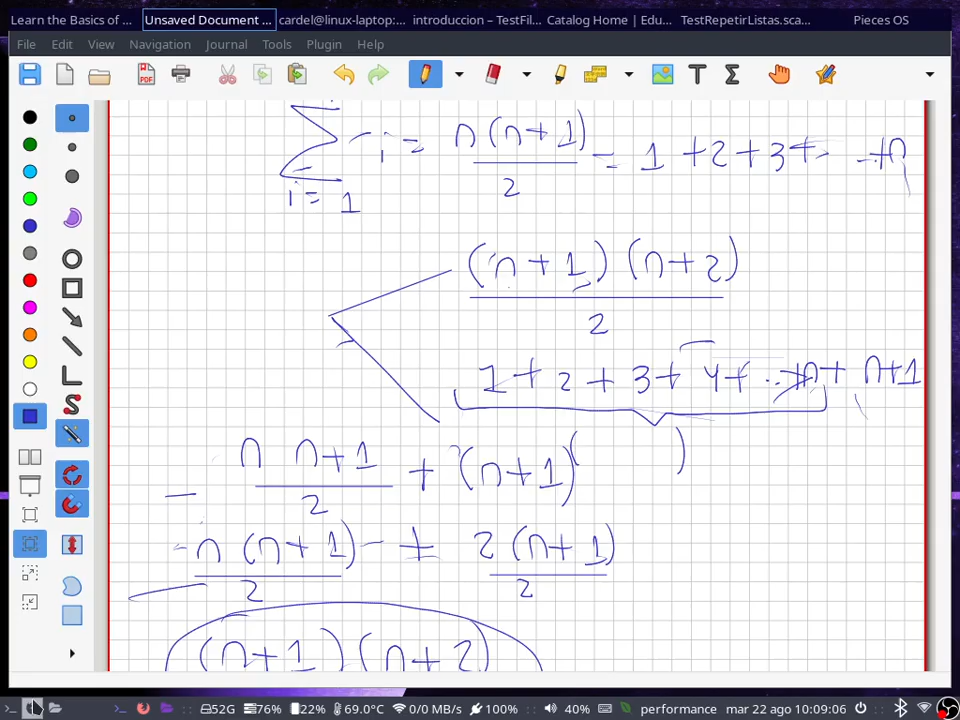 Learn the Basics of ... Unsaved Document ... cardel@linux-laptop:... introduccion – TestFil... Catalog Home | Edu... TestRepetirListas.sca... Pieces OS
File Edit View Navigation Journal Tools Plugin Help
∑ i = n(n+1)/2 = 1 + 2 + 3 + ... + n
i = 1
(n+1)(n+2)
2
1 + 2 + 3 + 4 + ... + n + n+1
n n+1 / 2 + (n+1) ( )
n(n+1)/2 + 2(n+1)/2
(n+1)(n+2)
52G 76% 22% 69.0°C 0/0 MB/s 100% 40% performance mar 22 ago 10:09:06